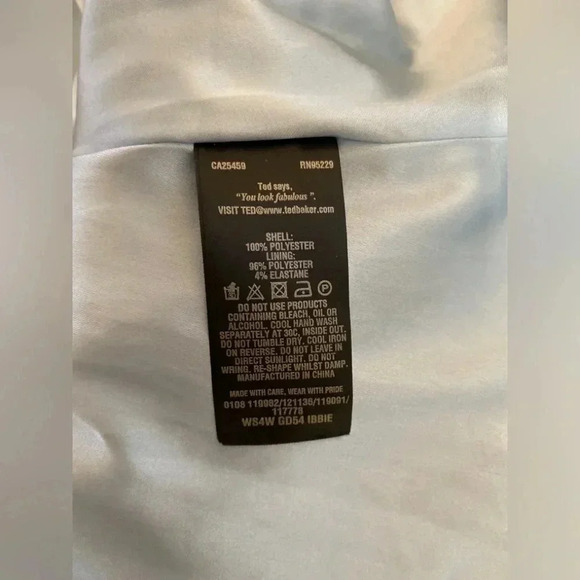 CA25459 RN95229
Ted says,
"You look fabulous".
VISIT TED@www.tedbaker.com
SHELL:
100% POLYESTER
LINING:
96% POLYESTER
4% ELASTANE
DO NOT USE PRODUCTS
CONTAINING BLEACH, OIL OR
ALCOHOL. COOL HAND WASH
SEPARATELY AT 30C, INSIDE OUT.
DO NOT TUMBLE DRY. COOL IRON
ON REVERSE. DO NOT LEAVE IN
DIRECT SUNLIGHT. DO NOT
WRING. RE-SHAPE WHILST DAMP.
MANUFACTURED IN CHINA
MADE WITH CARE, WEAR WITH PRIDE
0108 119982/121136/119091/
117778
WS4W GD54 IBBIE